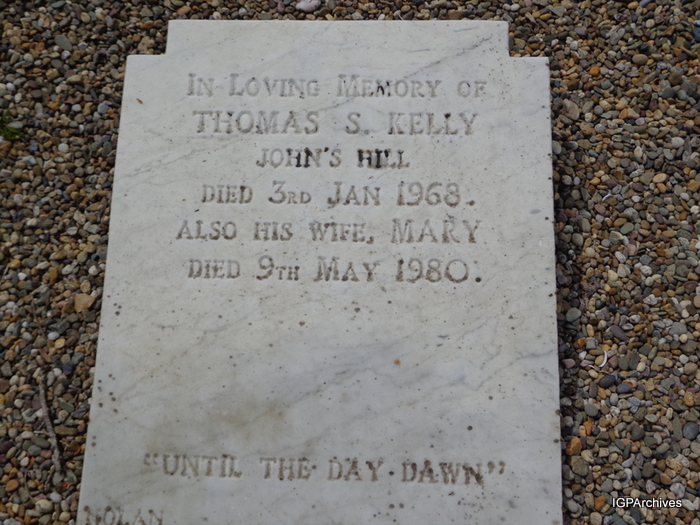 IN LOVING MEMORY OF
THOMAS S. KELLY
JOHN'S HILL
DIED 3RD JAN 1968.
ALSO HIS WIFE, MARY
DIED 9TH MAY 1980.
"UNTIL THE DAY DAWN"
NOLAN
IGPArchives